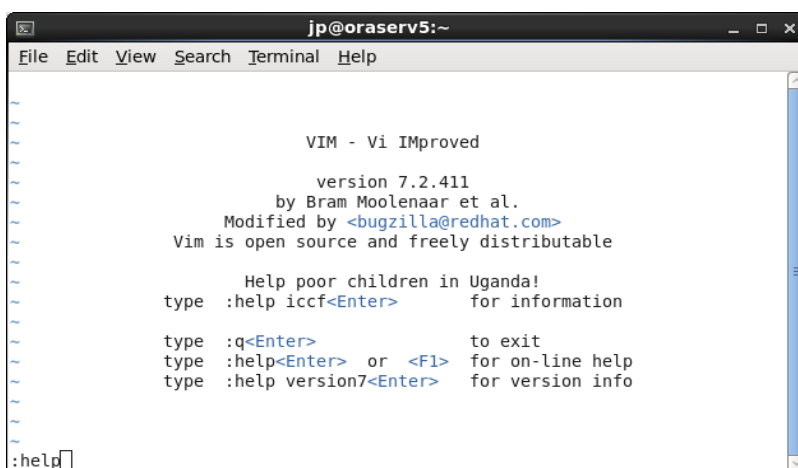 jp@oraserv5:~
File Edit View Search Terminal Help
~
~
~ VIM - Vi IMproved
~
~ version 7.2.411
~ by Bram Moolenaar et al.
~ Modified by <bugzilla@redhat.com>
~ Vim is open source and freely distributable
~
~ Help poor children in Uganda!
~ type :help iccf<Enter> for information
~
~ type :q<Enter> to exit
~ type :help<Enter> or <F1> for on-line help
~ type :help version7<Enter> for version info
~
~
~
:help